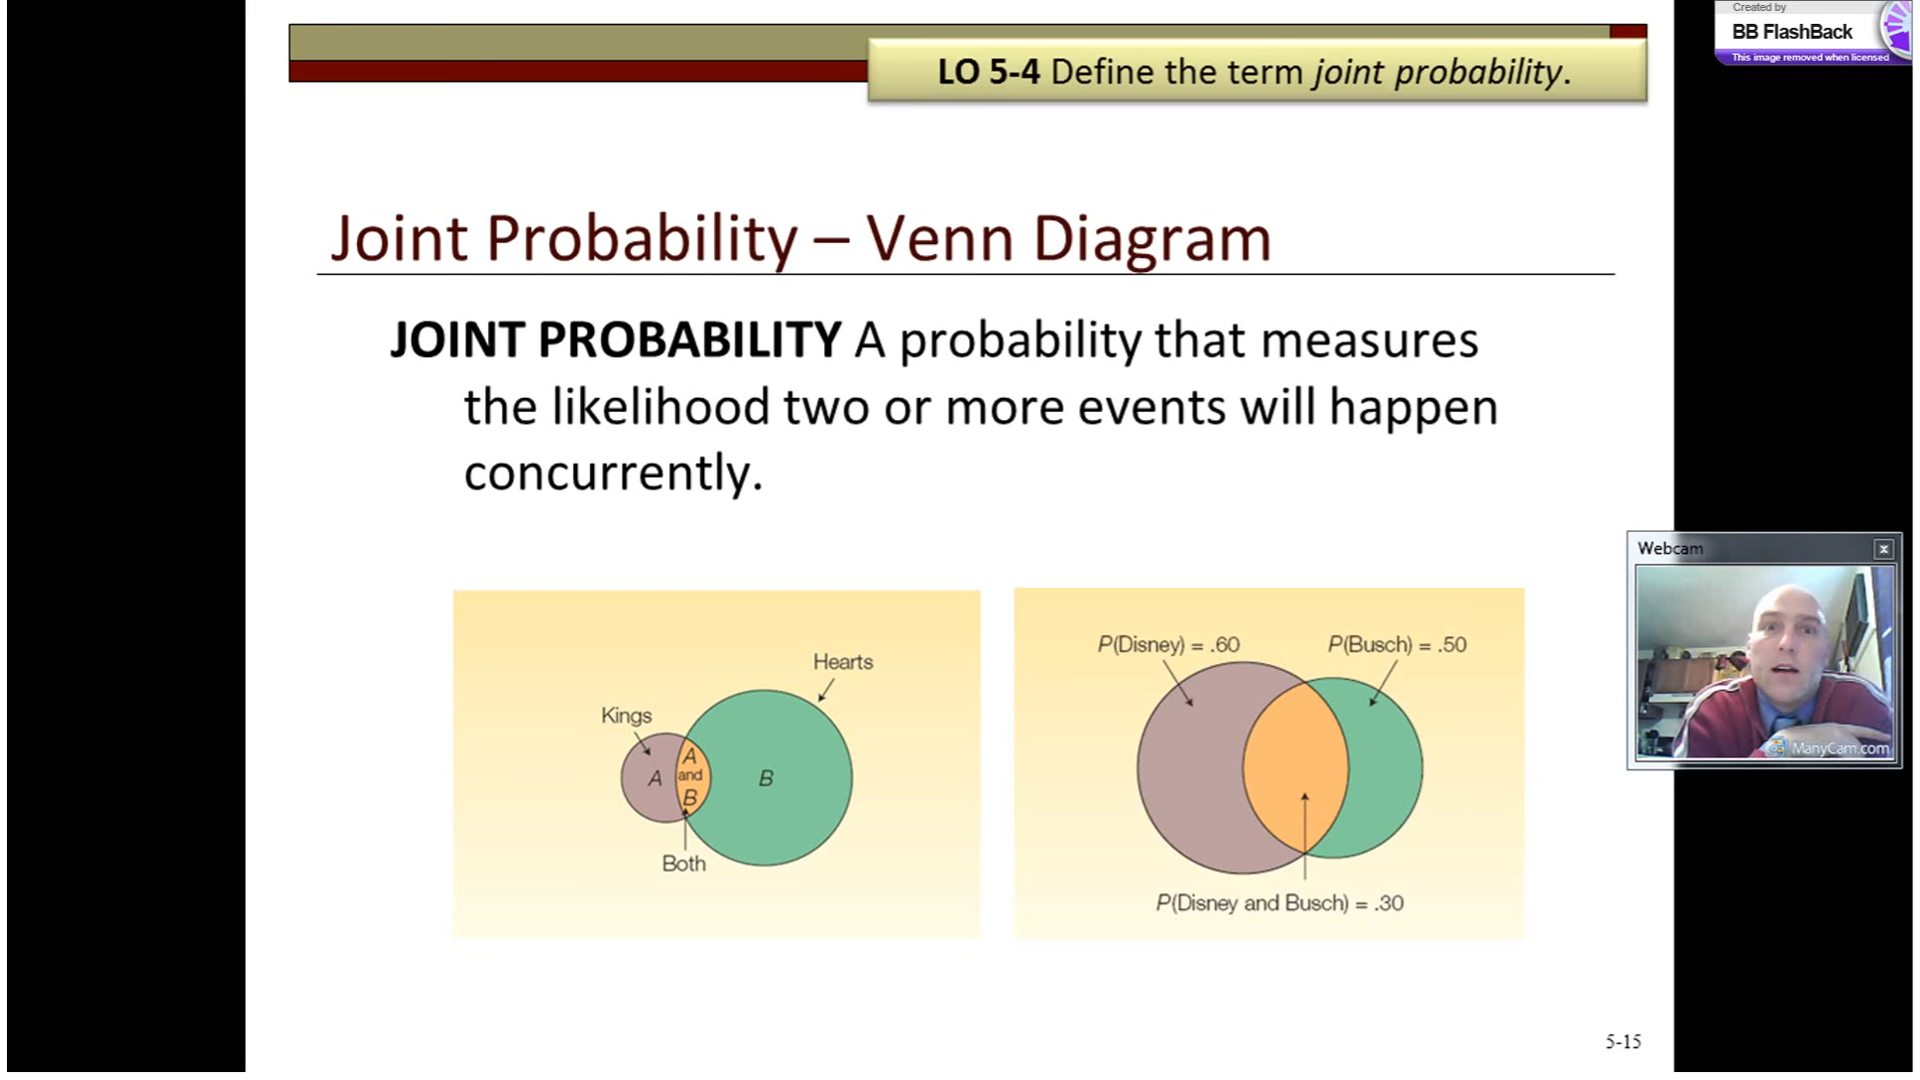 Created by
BB FlashBack
This image removed when licensed
LO 5-4 Define the term joint probability.
Joint Probability – Venn Diagram
JOINT PROBABILITY A probability that measures
the likelihood two or more events will happen
concurrently.
Hearts
Kings
A
A
and
B
B
Both
P(Disney) = .60
P(Busch) = .50
P(Disney and Busch) = .30
Webcam
x
ManyCam.com
5-15